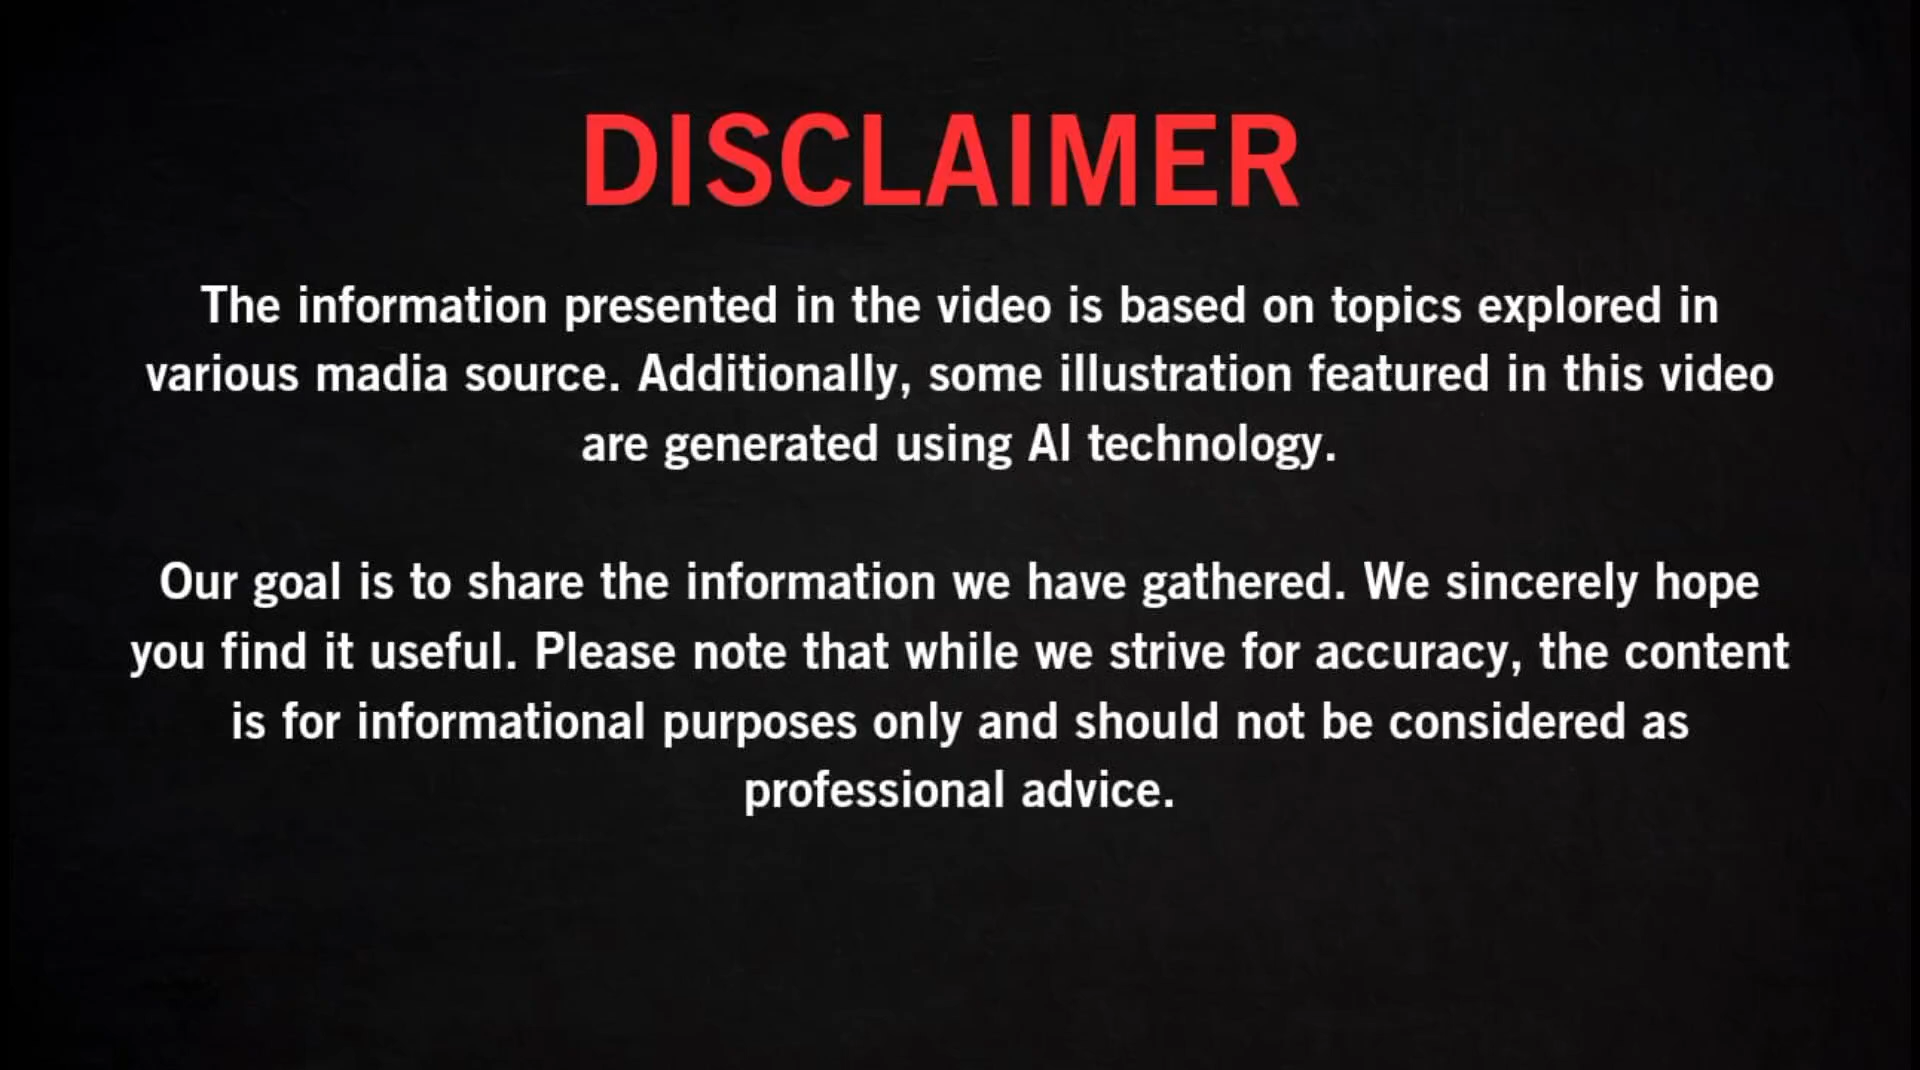 DISCLAIMER
The information presented in the video is based on topics explored in
various madia source. Additionally, some illustration featured in this video
are generated using AI technology.
Our goal is to share the information we have gathered. We sincerely hope
you find it useful. Please note that while we strive for accuracy, the content
is for informational purposes only and should not be considered as
professional advice.